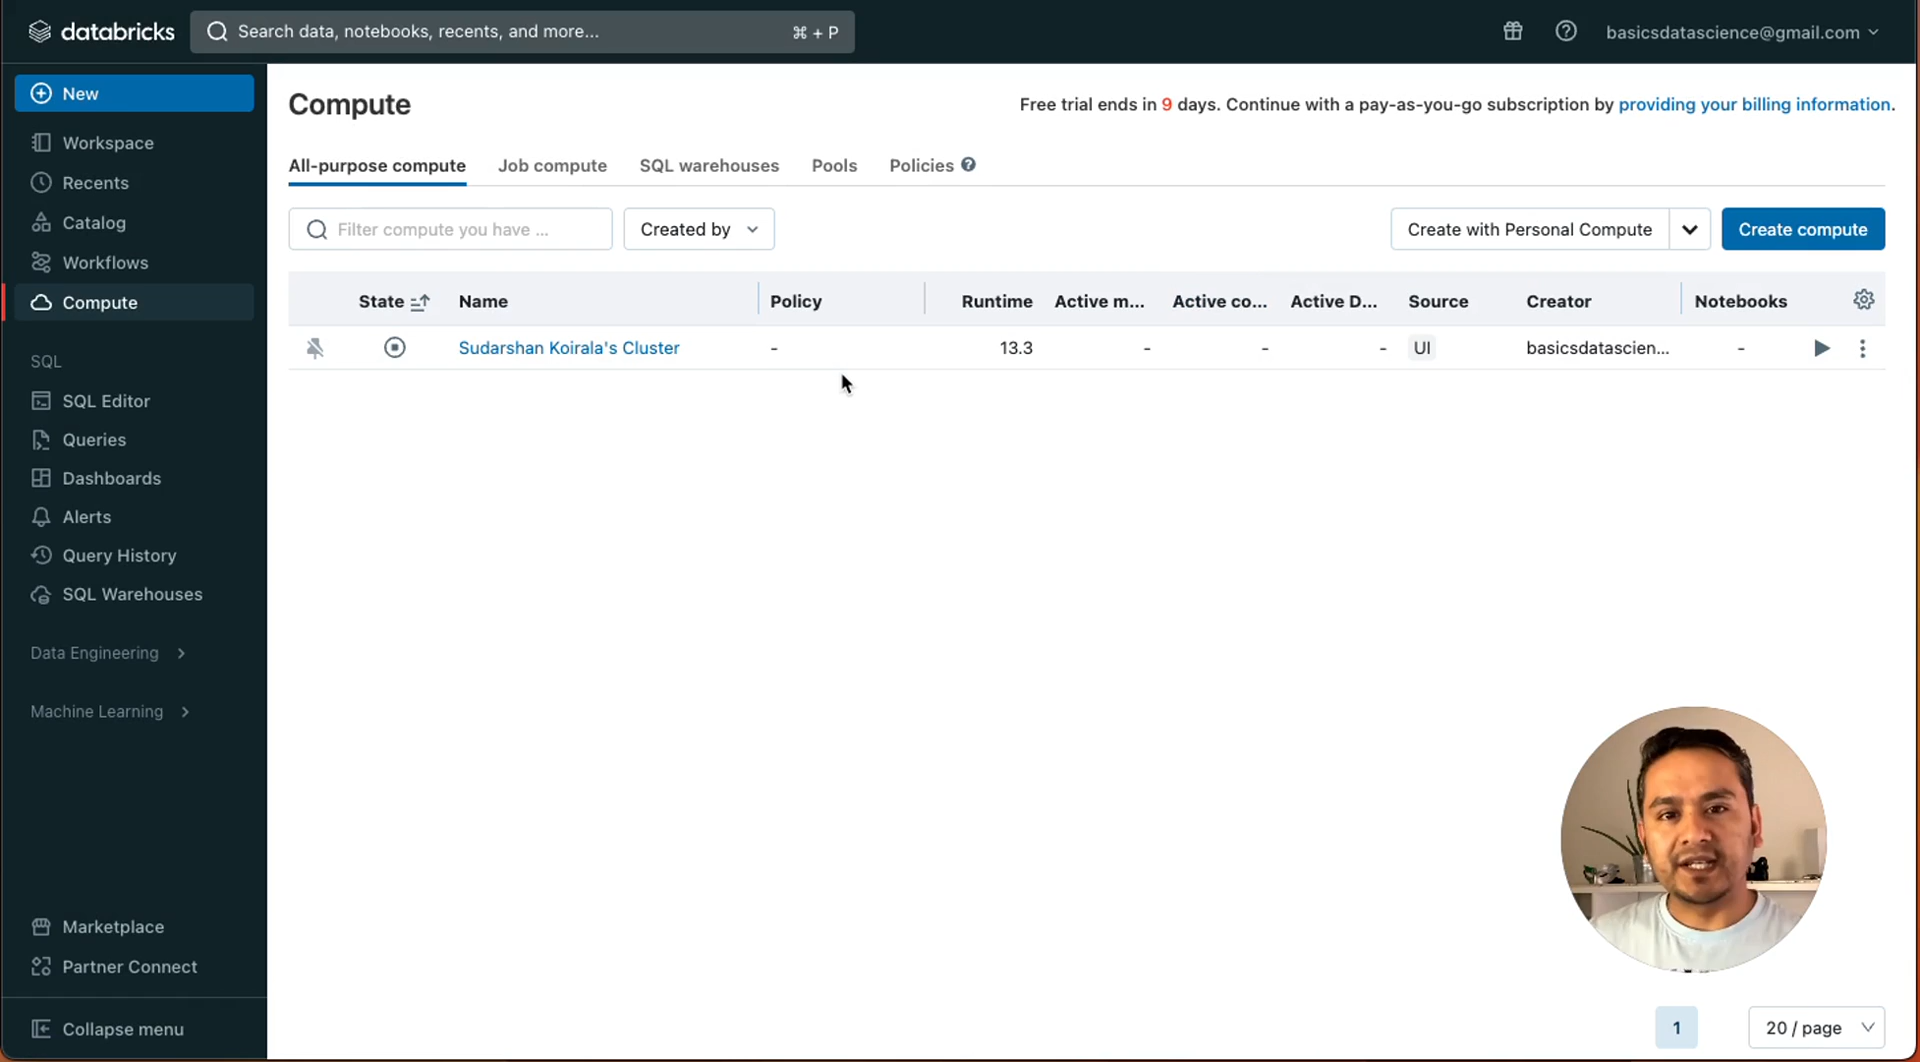 databricks
Search data, notebooks, recents, and more...
⌘ + P
basicsdatascience@gmail.com
New
Workspace
Recents
Catalog
Workflows
Compute
SQL
SQL Editor
Queries
Dashboards
Alerts
Query History
SQL Warehouses
Data Engineering
Machine Learning
Marketplace
Partner Connect
Collapse menu
Compute
Free trial ends in 9 days. Continue with a pay-as-you-go subscription by providing your billing information.
All-purpose compute Job compute SQL warehouses Pools Policies
Filter compute you have ... Created by Create with Personal Compute Create compute
State Name Policy Runtime Active m... Active co... Active D... Source Creator Notebooks
Sudarshan Koirala's Cluster - 13.3 - - - UI basicsdatascien... -
1 20 / page